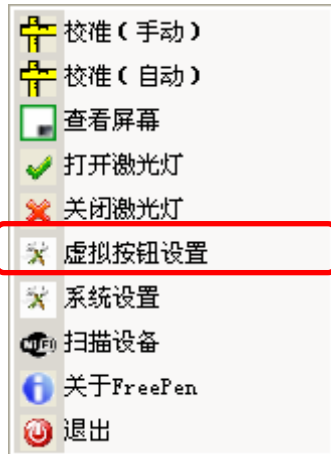 校准(手动)
校准(自动)
查看屏幕
打开激光灯
关闭激光灯
虚拟按钮设置
系统设置
扫描设备
关于FreePen
退出